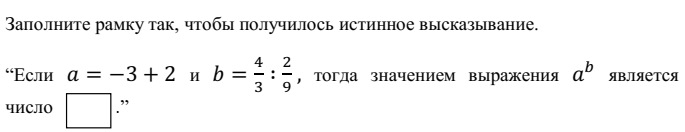 Заполните рамку так, чтобы получилось истинное высказывание.
“Если a = −3 + 2 и b = 4/3 : 2/9, тогда значением выражения a^b является
число .”